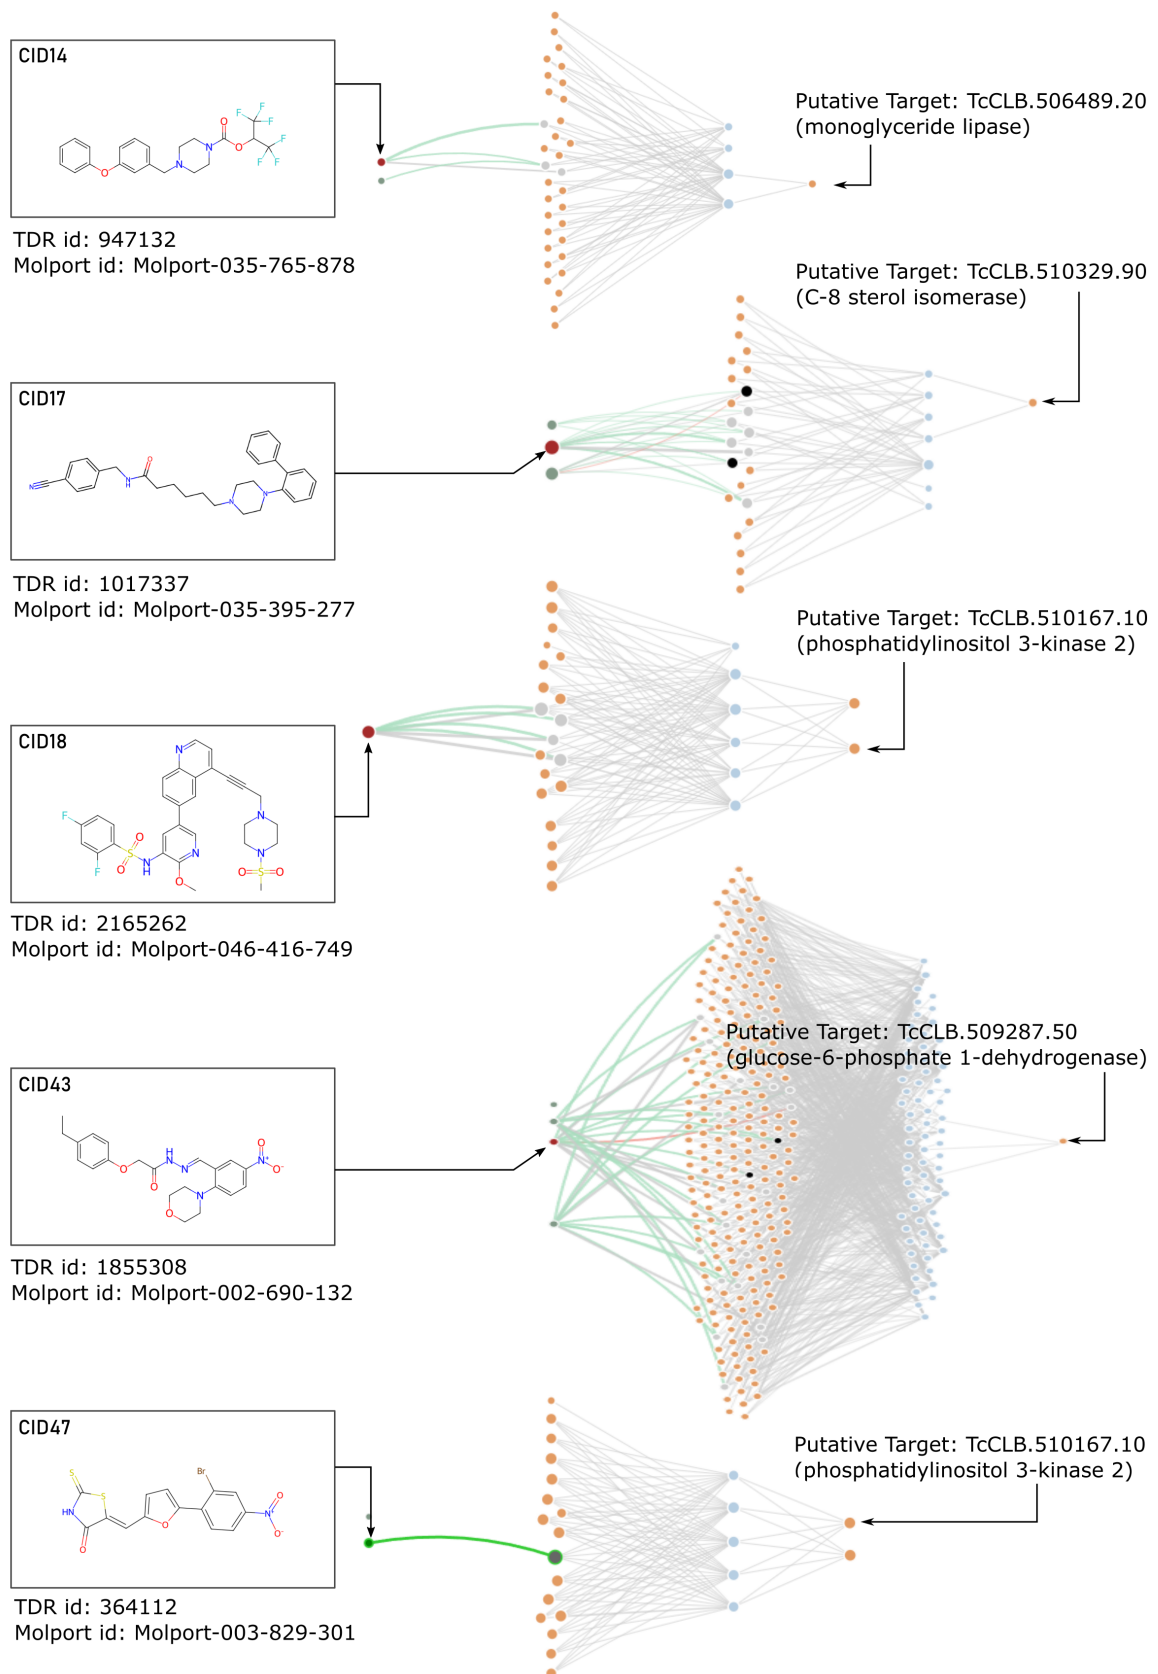 CID14
F
F
F
F
F
F
O
O
N
N
O
Putative Target: TcCLB.506489.20
(monoglyceride lipase)
TDR id: 947132
Molport id: Molport-035-765-878
Putative Target: TcCLB.510329.90
(C-8 sterol isomerase)
CID17
N
O
N
H
N
N
TDR id: 1017337
Molport id: Molport-035-395-277
Putative Target: TcCLB.510167.10
(phosphatidylinositol 3-kinase 2)
CID18
N
F
F
O
S
O
N
H
N
O
N
N
O S O
TDR id: 2165262
Molport id: Molport-046-416-749
Putative Target: TcCLB.509287.50
(glucose-6-phosphate 1-dehydrogenase)
CID43
O
O
H
N
N
N+
O
O-
N
O
TDR id: 1855308
Molport id: Molport-002-690-132
CID47
S
S
HN
O
O
Br
N+
O
O-
Putative Target: TcCLB.510167.10
(phosphatidylinositol 3-kinase 2)
TDR id: 364112
Molport id: Molport-003-829-301